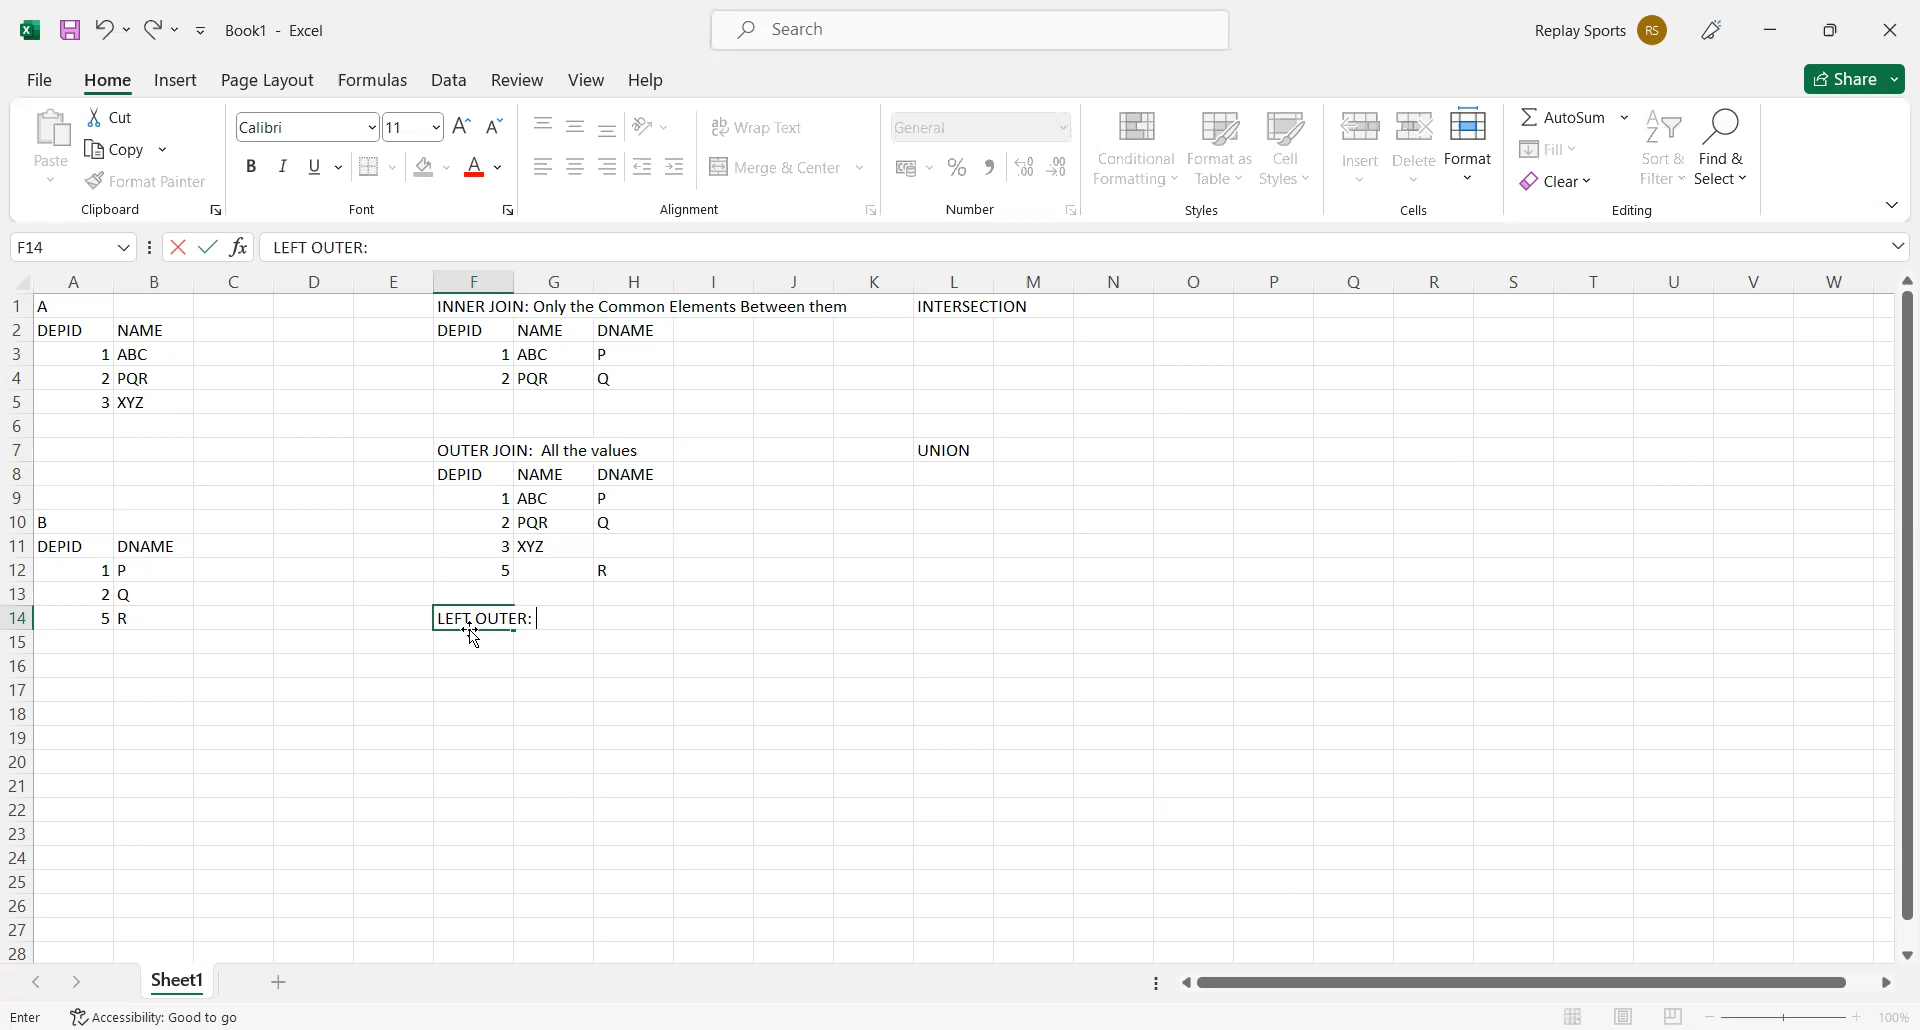 Book1 - Excel
Search
Replay Sports RS
File Home Insert Page Layout Formulas Data Review View Help
Share
Paste
Cut
Copy
Format Painter
Clipboard
Calibri 11
B I U
Font
Wrap Text
Merge & Center
Alignment
General
Number
Conditional Formatting
Format as Table
Cell Styles
Styles
Insert Delete Format
Cells
AutoSum
Fill
Clear
Sort & Filter
Find & Select
Editing
F14 fx LEFT OUTER:
A B C D E F G H I J K L M N O P Q R S T U V W
1 A INNER JOIN: Only the Common Elements Between them INTERSECTION
2 DEPID NAME DEPID NAME DNAME
3 1 ABC 1 ABC P
4 2 PQR 2 PQR Q
5 3 XYZ
6
7 OUTER JOIN: All the values UNION
8 DEPID NAME DNAME
9 1 ABC P
10 B 2 PQR Q
11 DEPID DNAME 3 XYZ
12 1 P 5 R
13 2 Q
14 5 R LEFT OUTER:
15
16
17
18
19
20
21
22
23
24
25
26
27
28
Sheet1
Enter Accessibility: Good to go 100%